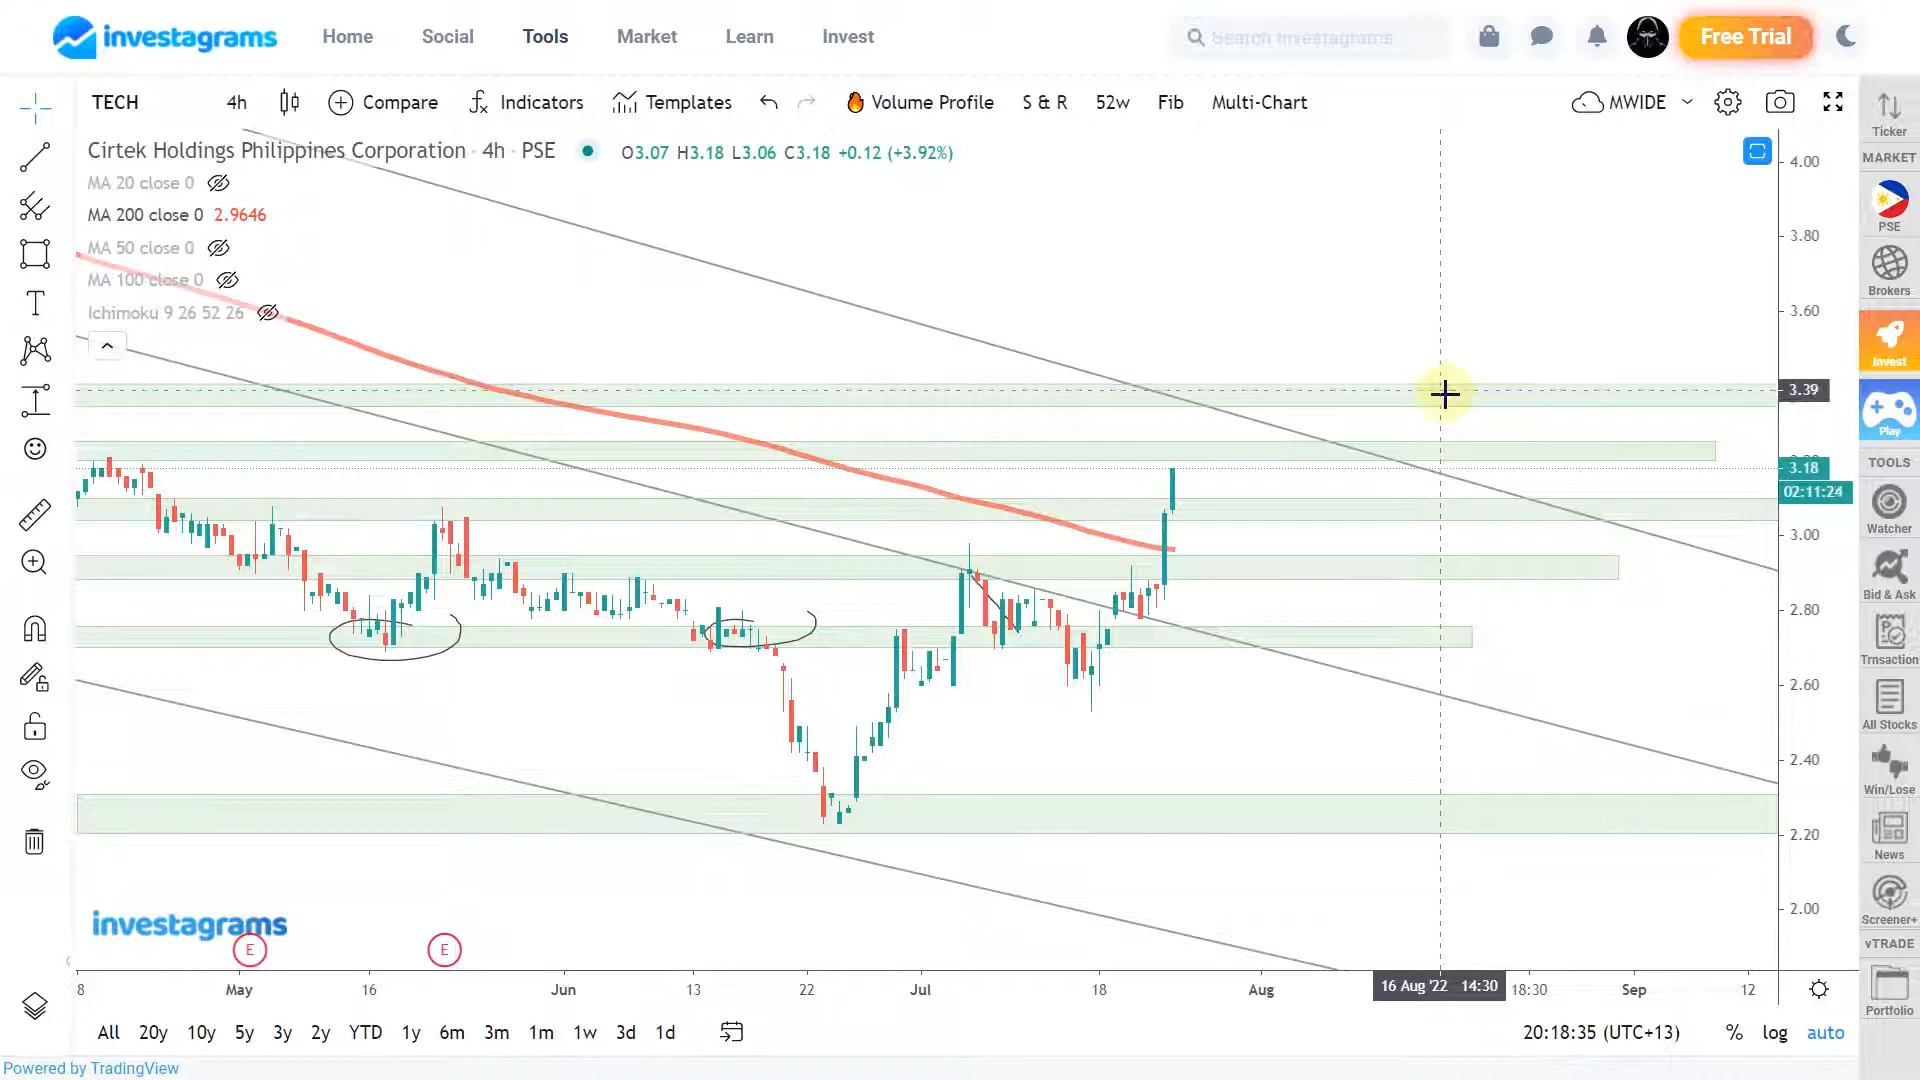 investagrams Home Social Tools Market Learn Invest Search Investagrams Free Trial
TECH 4h Compare Indicators Templates Volume Profile S & R 52w Fib Multi-Chart MWIDE
Cirtek Holdings Philippines Corporation · 4h · PSE O3.07 H3.18 L3.06 C3.18 +0.12 (+3.92%)
MA 20 close 0
MA 200 close 0 2.9646
MA 50 close 0
MA 100 close 0
Ichimoku 9 26 52 26
4.00
3.80
3.60
3.39
3.18
02:11:24
3.00
2.80
2.60
2.40
2.20
2.00
Ticker
MARKET
PSE
Brokers
Invest
Play
TOOLS
Watcher
Bid & Ask
Trnsaction
All Stocks
Win/Lose
News
Screener+
vTRADE
Portfolio
investagrams
E E
8 May 16 Jun 13 22 Jul 18 Aug 16 Aug '22 14:30 18:30 Sep 12
All 20y 10y 5y 3y 2y YTD 1y 6m 3m 1m 1w 3d 1d 20:18:35 (UTC+13) % log auto
Powered by TradingView